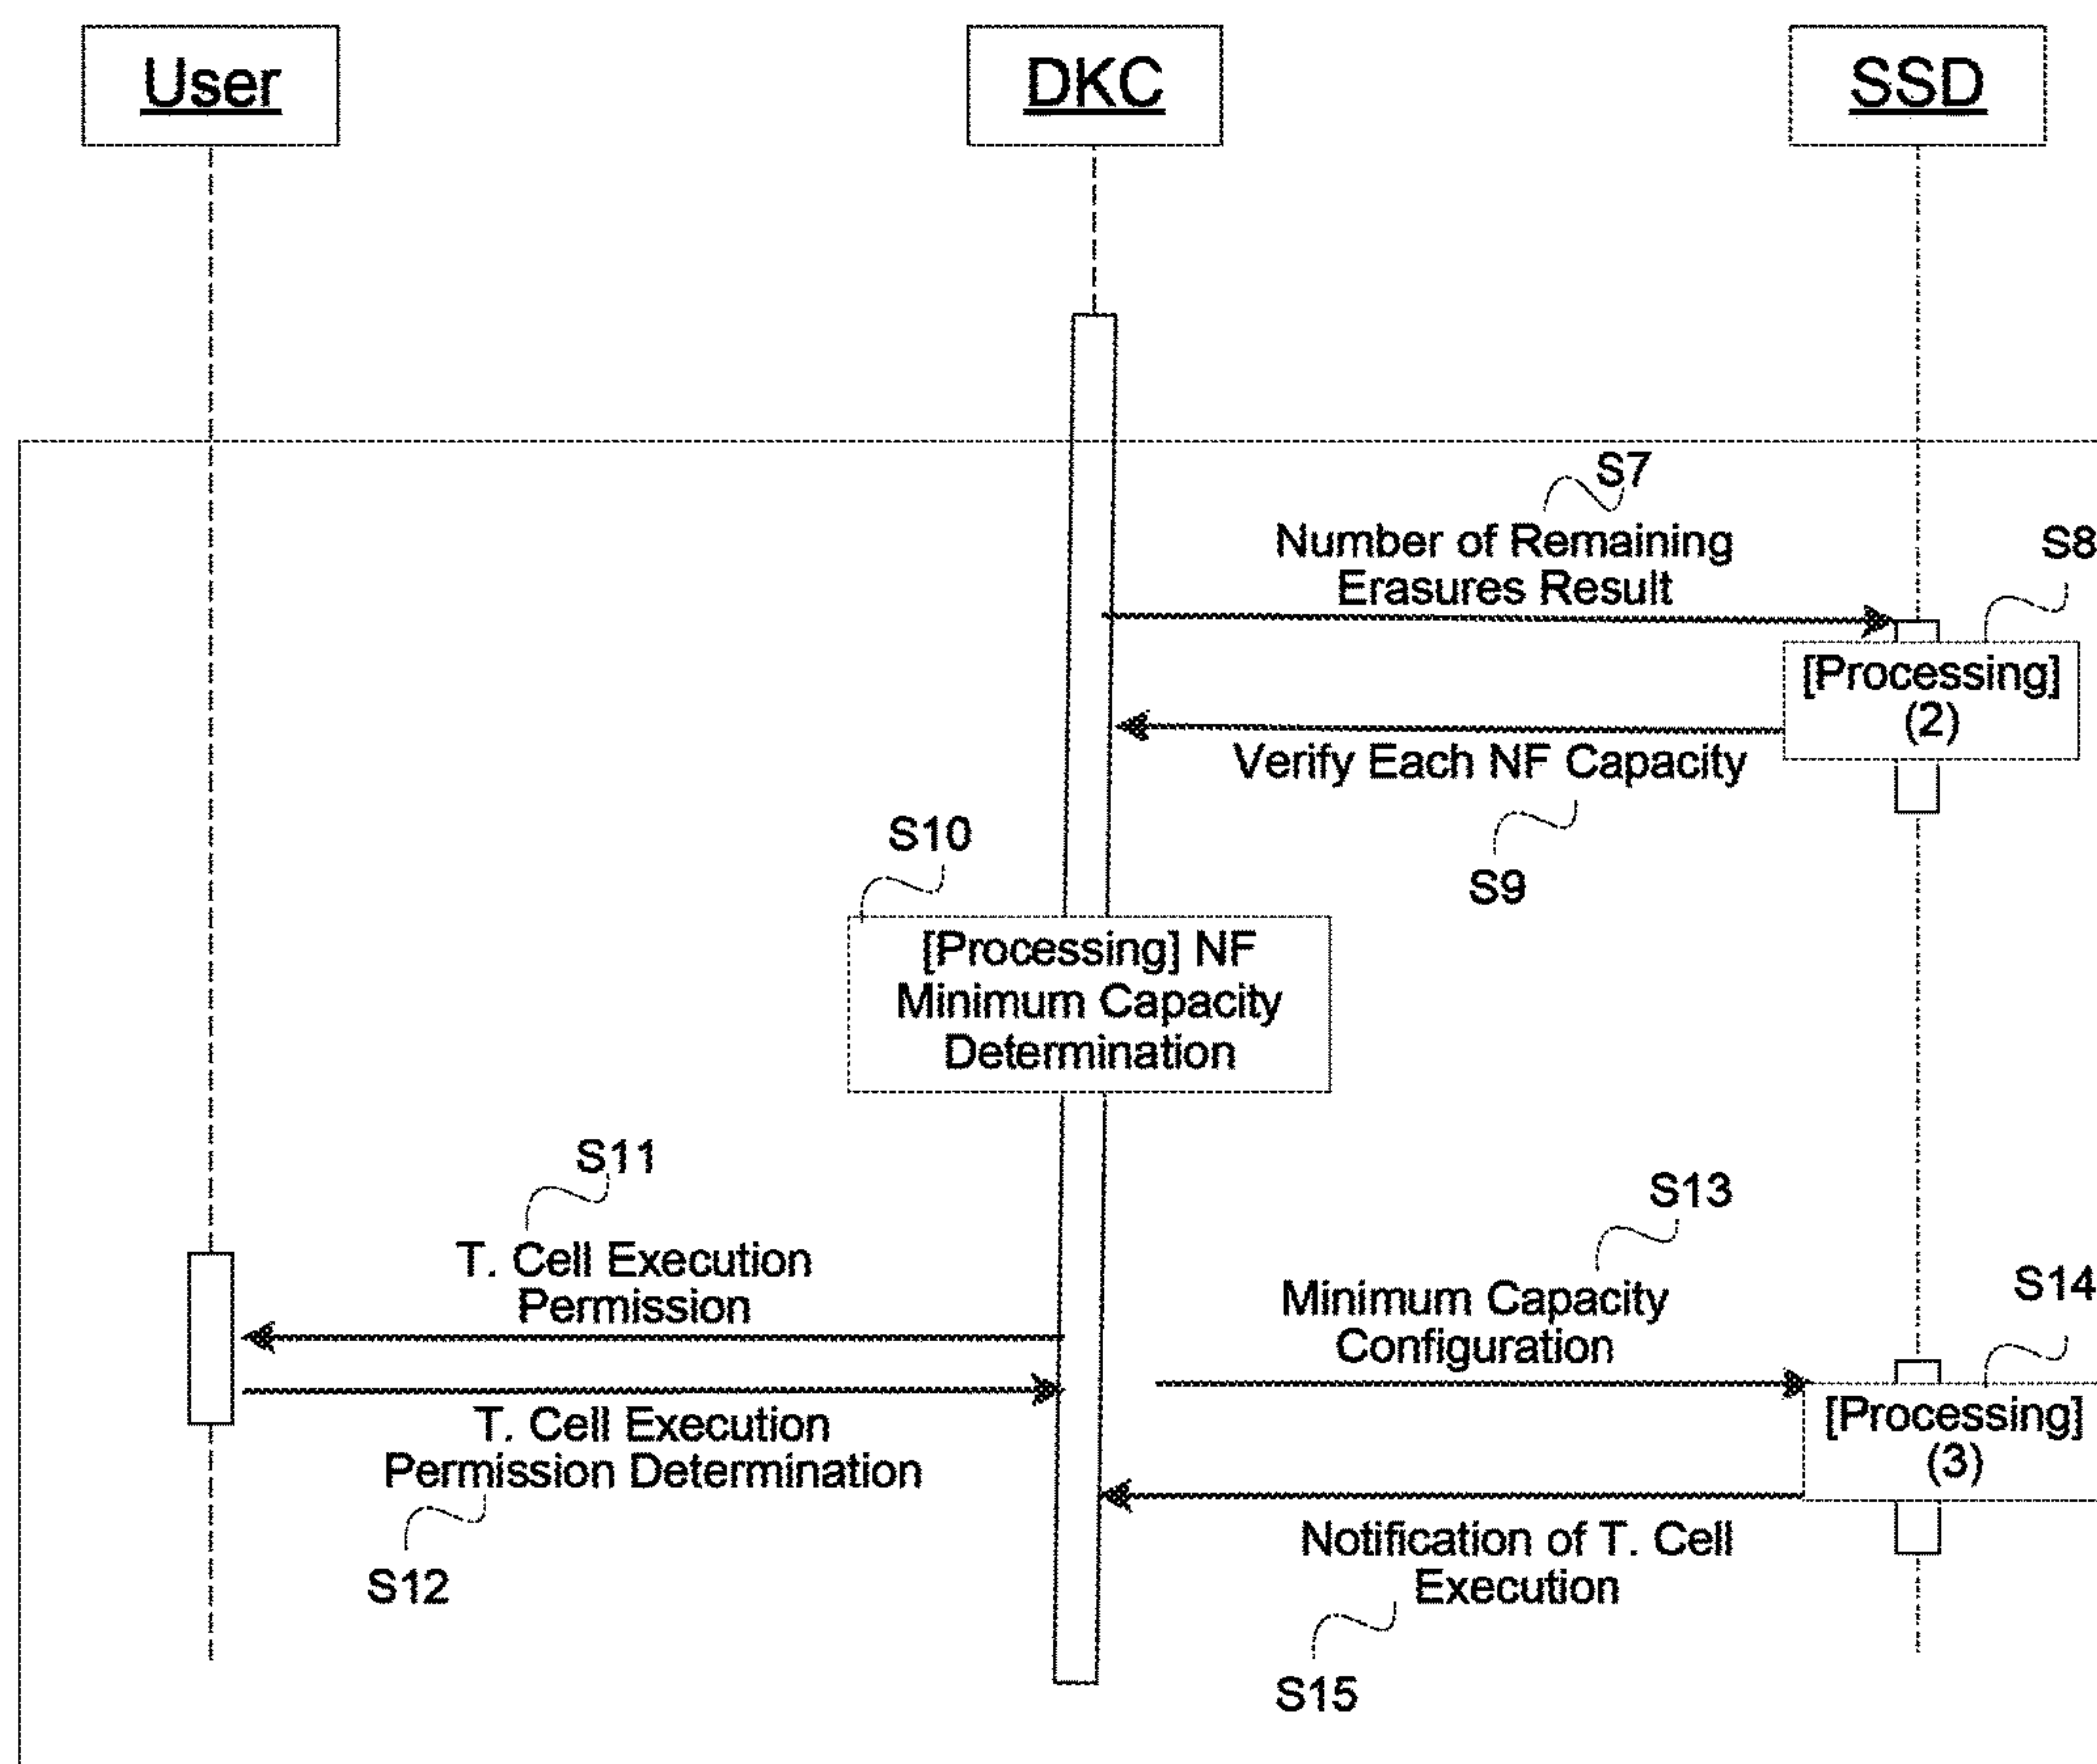 User
DKC
SSD
S7
Number of Remaining
Erasures Result
S8
[Processing]
(2)
Verify Each NF Capacity
S9
S10
[Processing] NF
Minimum Capacity
Determination
S11
T. Cell Execution
Permission
S13
Minimum Capacity
Configuration
S14
[Processing]
(3)
T. Cell Execution
Permission Determination
S12
Notification of T. Cell
Execution
S15